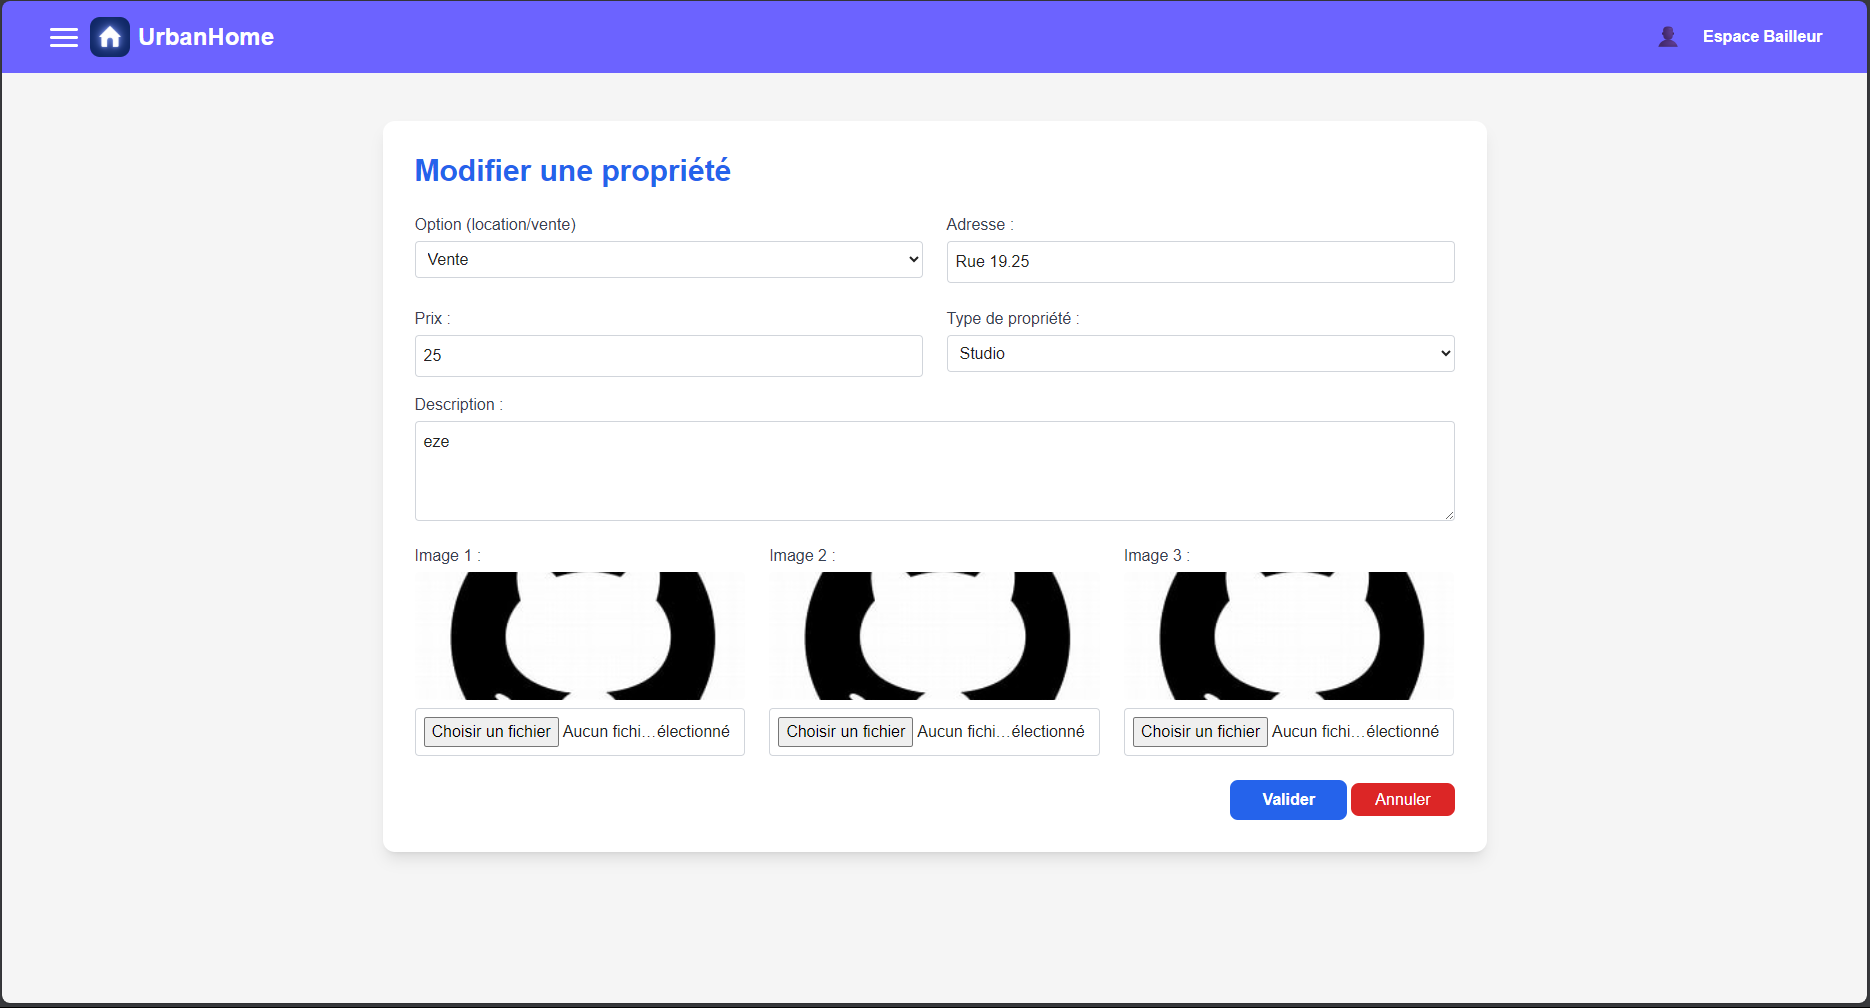 UrbanHome
Espace Bailleur
Modifier une propriété
Option (location/vente)
Adresse :
Vente
Rue 19.25
Prix :
Type de propriété :
25
Studio
Description :
eze
Image 1 :
Image 2 :
Image 3 :
Choisir un fichier Aucun fichi…électionné
Choisir un fichier Aucun fichi…électionné
Choisir un fichier Aucun fichi…électionné
Valider
Annuler